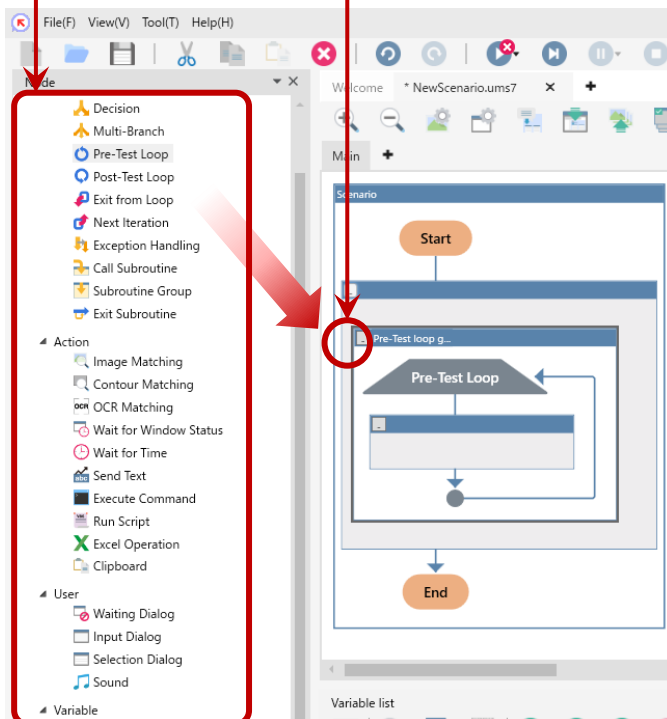 File(F) View(V) Tool(T) Help(H)
Node
Decision
Multi-Branch
Pre-Test Loop
Post-Test Loop
Exit from Loop
Next Iteration
Exception Handling
Call Subroutine
Subroutine Group
Exit Subroutine
Action
Image Matching
Contour Matching
OCR
OCR Matching
Wait for Window Status
Wait for Time
abc
Send Text
Execute Command
Run Script
Excel Operation
Clipboard
User
Waiting Dialog
Input Dialog
Selection Dialog
Sound
Variable
Welcome * NewScenario.ums7
Main
Scenario
Start
Pre-Test loop g...
Pre-Test Loop
End
Variable list